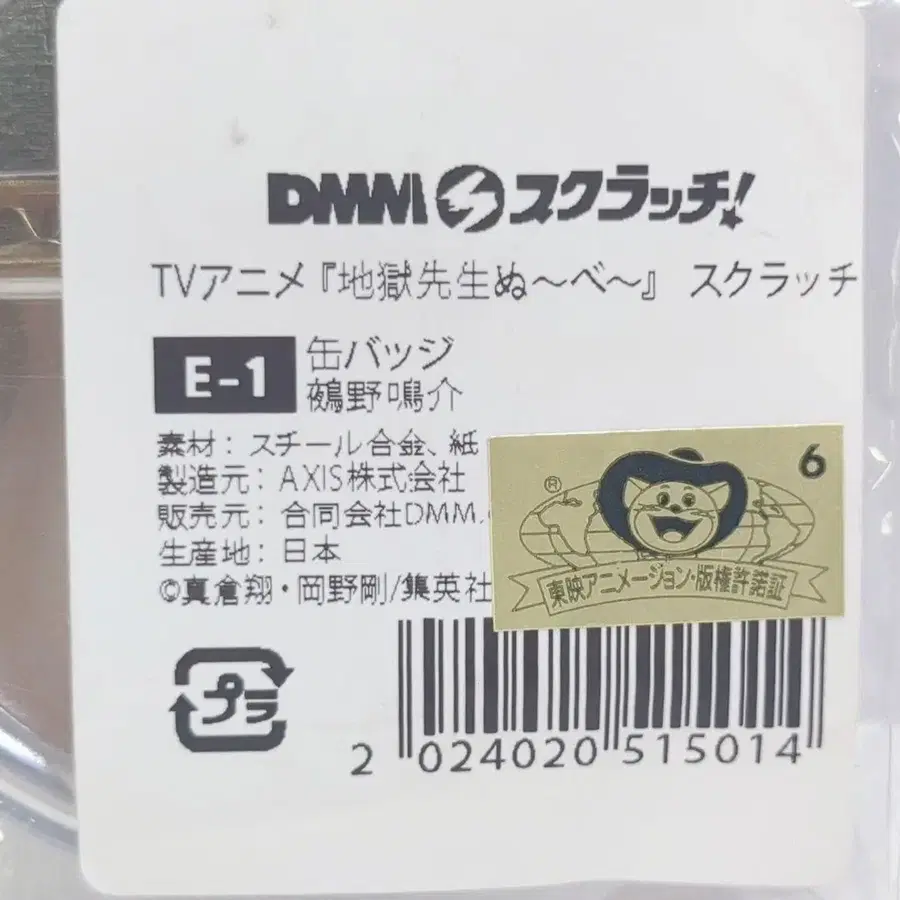 DMMスクラッチ!
TVアニメ『地獄先生ぬ～べ～』 スクラッチ
E-1
缶バッジ
鵺野鳴介
素材：スチール合金、紙
製造元：AXIS株式会社
販売元：合同会社DMM.
生産地：日本
©真倉翔・岡野剛/集英社
6
®
東映アニメーション・版権許諾証
プラ
2 024020 515014